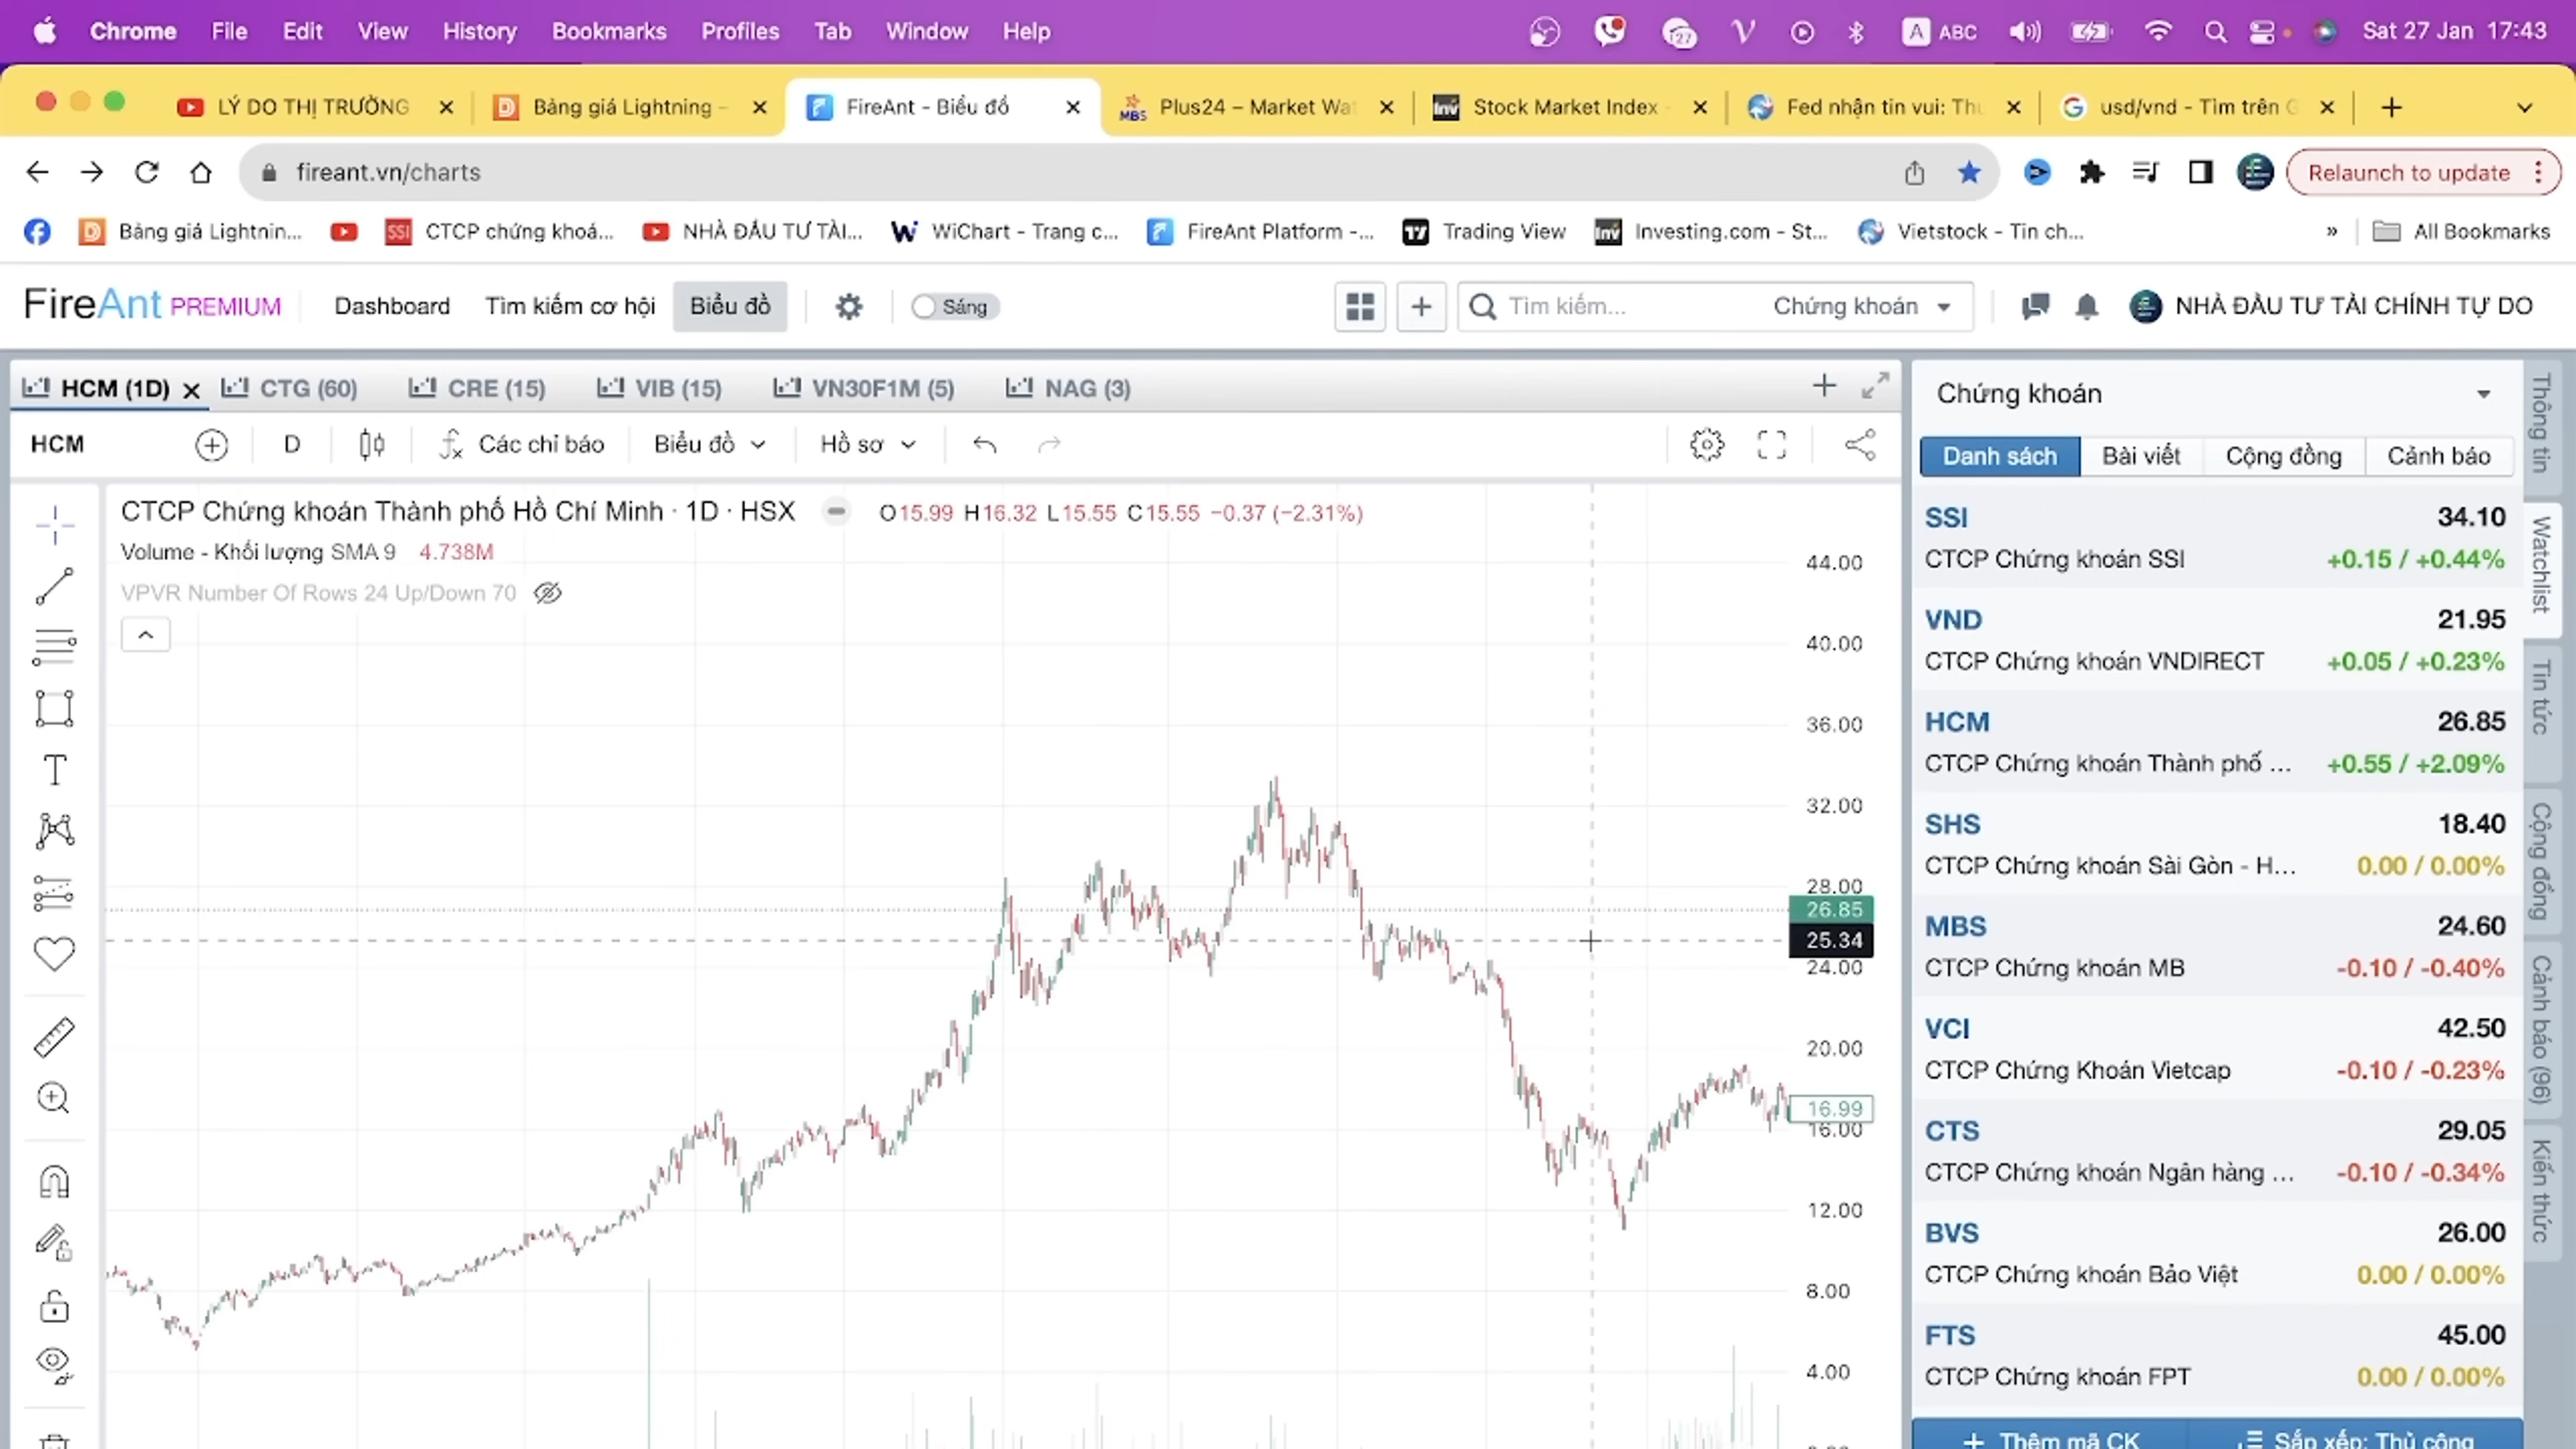 Chrome File Edit View History Bookmarks Profiles Tab Window Help 127 A ABC Sat 27 Jan 17:43
LÝ DO THỊ TRƯỜNG Bảng giá Lightning - FireAnt - Biểu đồ MBS Plus24 – Market Wa Inv Stock Market Index Fed nhận tin vui: Th usd/vnd - Tìm trên G
fireant.vn/charts Relaunch to update
Bảng giá Lightnin... SSI CTCP chứng khoá... NHÀ ĐẦU TƯ TÀI... WiChart - Trang c... FireAnt Platform -... Trading View Inv Investing.com - St... Vietstock - Tin ch... » All Bookmarks
FireAnt PREMIUM Dashboard Tìm kiếm cơ hội Biểu đồ Sáng Tìm kiếm... Chứng khoán NHÀ ĐẦU TƯ TÀI CHÍNH TỰ DO
HCM (1D) CTG (60) CRE (15) VIB (15) VN30F1M (5) NAG (3)
HCM D Các chỉ báo Biểu đồ Hồ sơ
CTCP Chứng khoán Thành phố Hồ Chí Minh · 1D · HSX O15.99 H16.32 L15.55 C15.55 −0.37 (−2.31%)
Volume - Khối lượng SMA 9 4.738M
VPVR Number Of Rows 24 Up/Down 70
44.00
40.00
36.00
32.00
28.00
26.85
25.34
24.00
20.00
16.99
16.00
12.00
8.00
4.00
Chứng khoán
Danh sách Bài viết Cộng đồng Cảnh báo
SSI 34.10
CTCP Chứng khoán SSI +0.15 / +0.44%
VND 21.95
CTCP Chứng khoán VNDIRECT +0.05 / +0.23%
HCM 26.85
CTCP Chứng khoán Thành phố ... +0.55 / +2.09%
SHS 18.40
CTCP Chứng khoán Sài Gòn - H... 0.00 / 0.00%
MBS 24.60
CTCP Chứng khoán MB -0.10 / -0.40%
VCI 42.50
CTCP Chứng Khoán Vietcap -0.10 / -0.23%
CTS 29.05
CTCP Chứng khoán Ngân hàng ... -0.10 / -0.34%
BVS 26.00
CTCP Chứng khoán Bảo Việt 0.00 / 0.00%
FTS 45.00
CTCP Chứng khoán FPT 0.00 / 0.00%
Thêm mã CK Sắp xếp: Thủ công
Thông tin
Watchlist
Tin tức
Cộng đồng
Cảnh báo (96)
Kiến thức